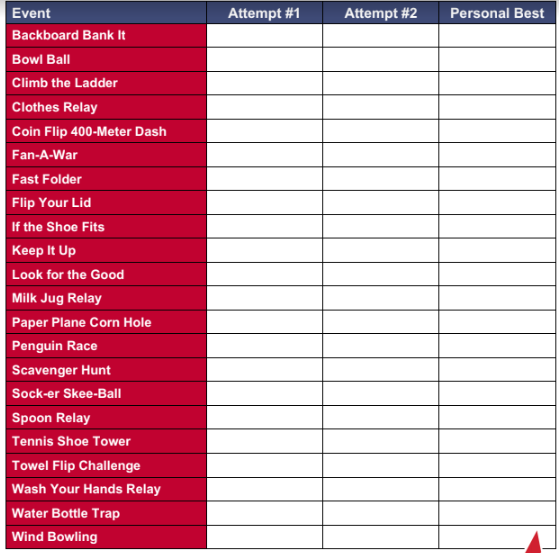 Event Attempt #1 Attempt #2 Personal Best
Backboard Bank It
Bowl Ball
Climb the Ladder
Clothes Relay
Coin Flip 400-Meter Dash
Fan-A-War
Fast Folder
Flip Your Lid
If the Shoe Fits
Keep It Up
Look for the Good
Milk Jug Relay
Paper Plane Corn Hole
Penguin Race
Scavenger Hunt
Sock-er Skee-Ball
Spoon Relay
Tennis Shoe Tower
Towel Flip Challenge
Wash Your Hands Relay
Water Bottle Trap
Wind Bowling